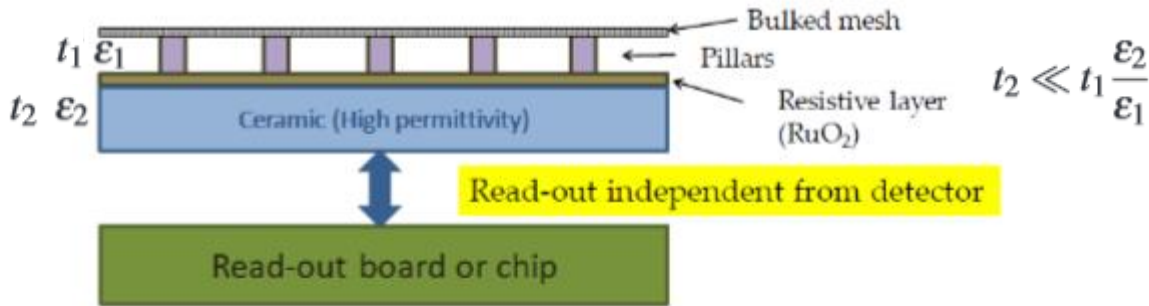 Bulked mesh
t₁ ε₁
Pillars
t₂ ≪ t₁ ε₂/ε₁
t₂ ε₂
Ceramic (High permittivity)
Resistive layer
(RuO₂)
Read-out independent from detector
Read-out board or chip